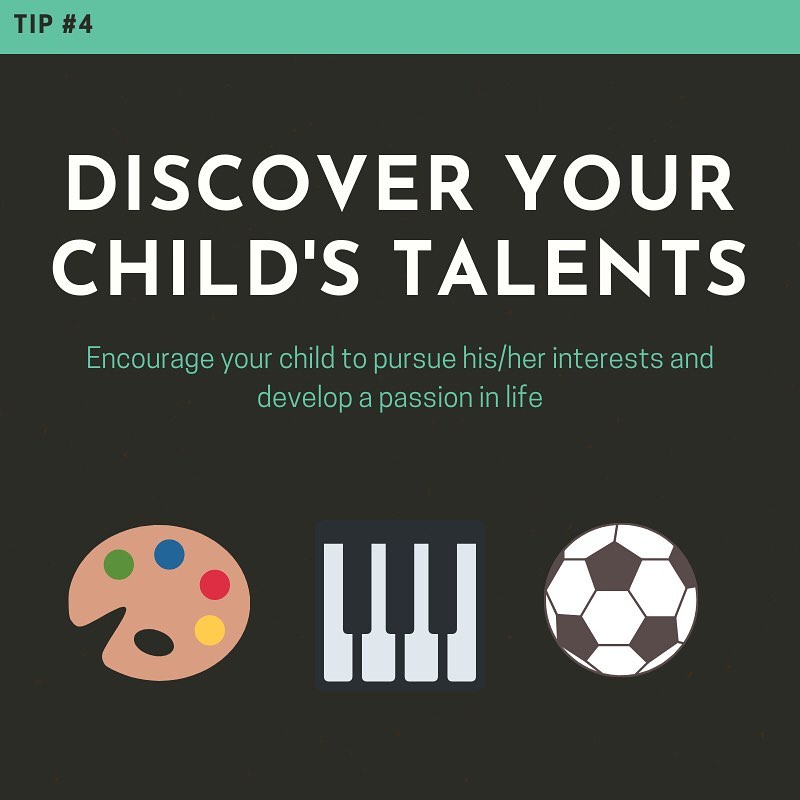 TIP #4
DISCOVER YOUR
CHILD'S TALENTS
Encourage your child to pursue his/her interests and
develop a passion in life